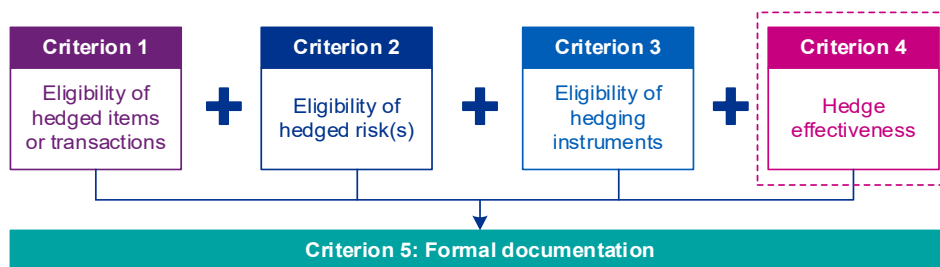 Criterion 1
Eligibility of
hedged items
or transactions
Criterion 2
Eligibility of
hedged risk(s)
Criterion 3
Eligibility of
hedging
instruments
Criterion 4
Hedge
effectiveness
Criterion 5: Formal documentation